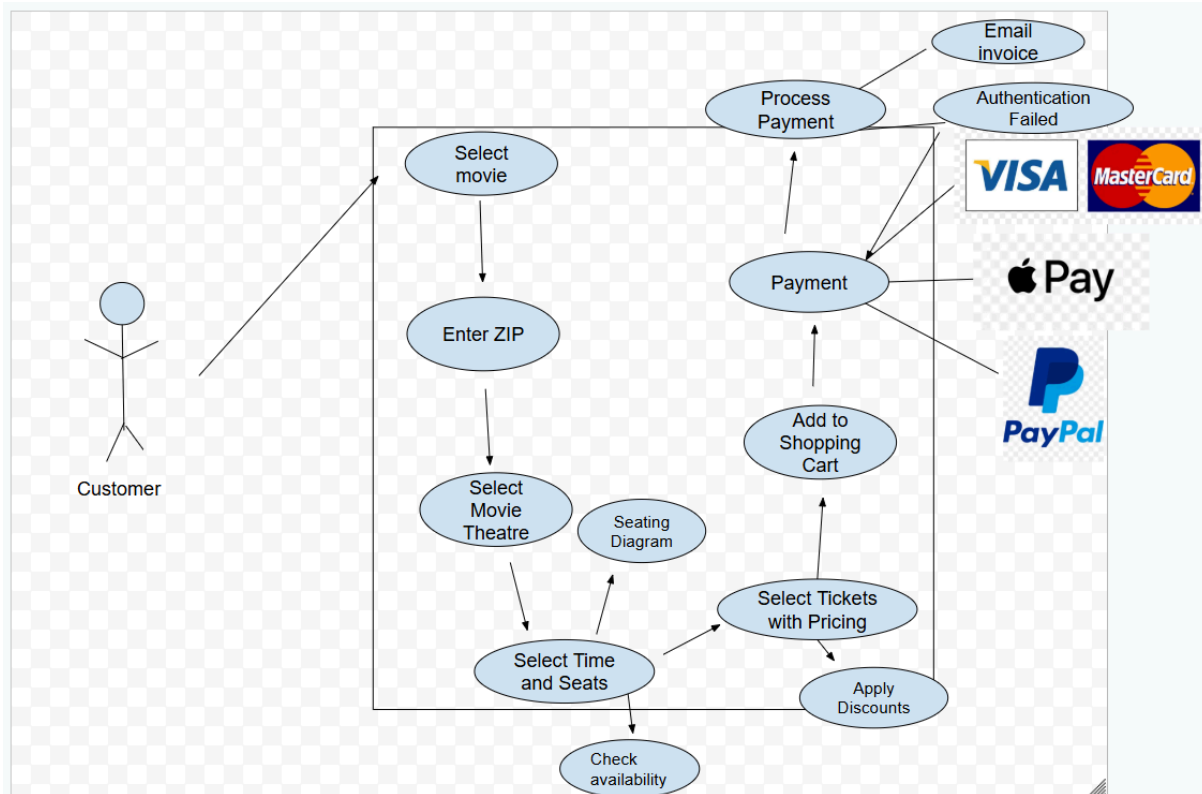 Email
invoice
Process
Payment
Authentication
Failed
Select
movie
VISA
MasterCard
Payment
Pay
Enter ZIP
Customer
Add to
Shopping
Cart
PayPal
Select
Movie
Theatre
Seating
Diagram
Select Tickets
with Pricing
Select Time
and Seats
Apply
Discounts
Check
availability